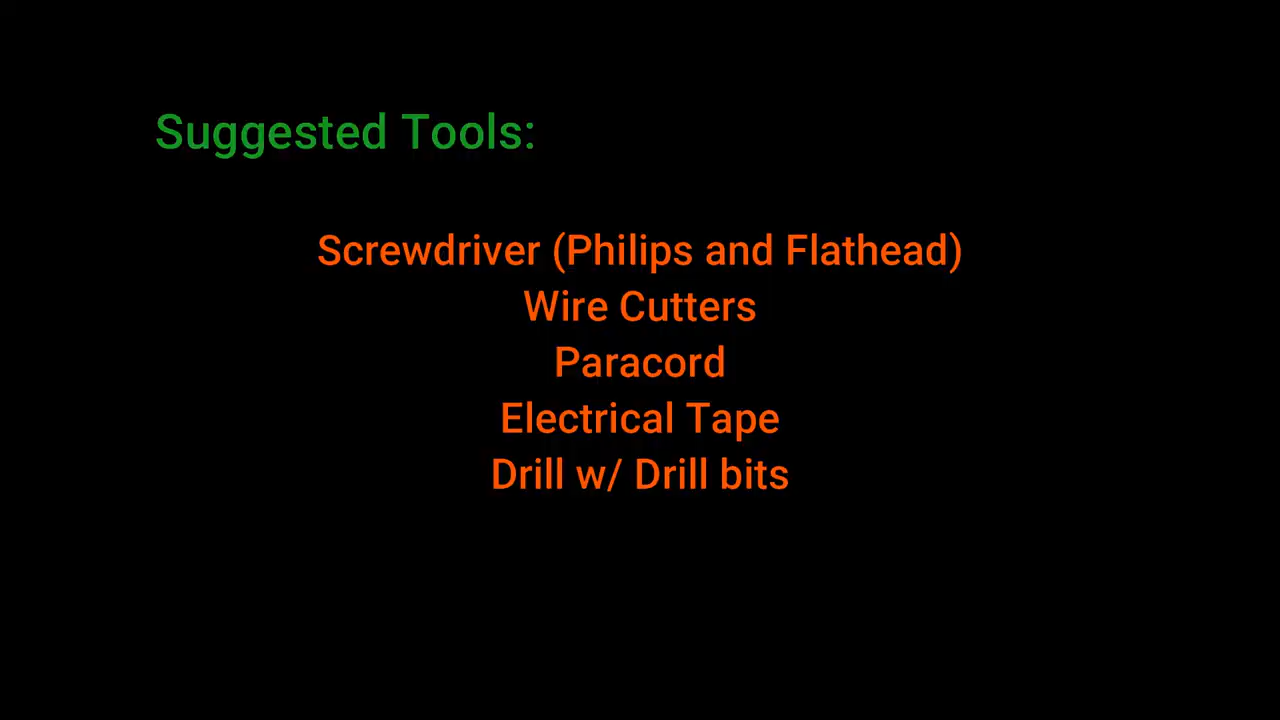 Suggested Tools:
Screwdriver (Philips and Flathead)
Wire Cutters
Paracord
Electrical Tape
Drill w/ Drill bits